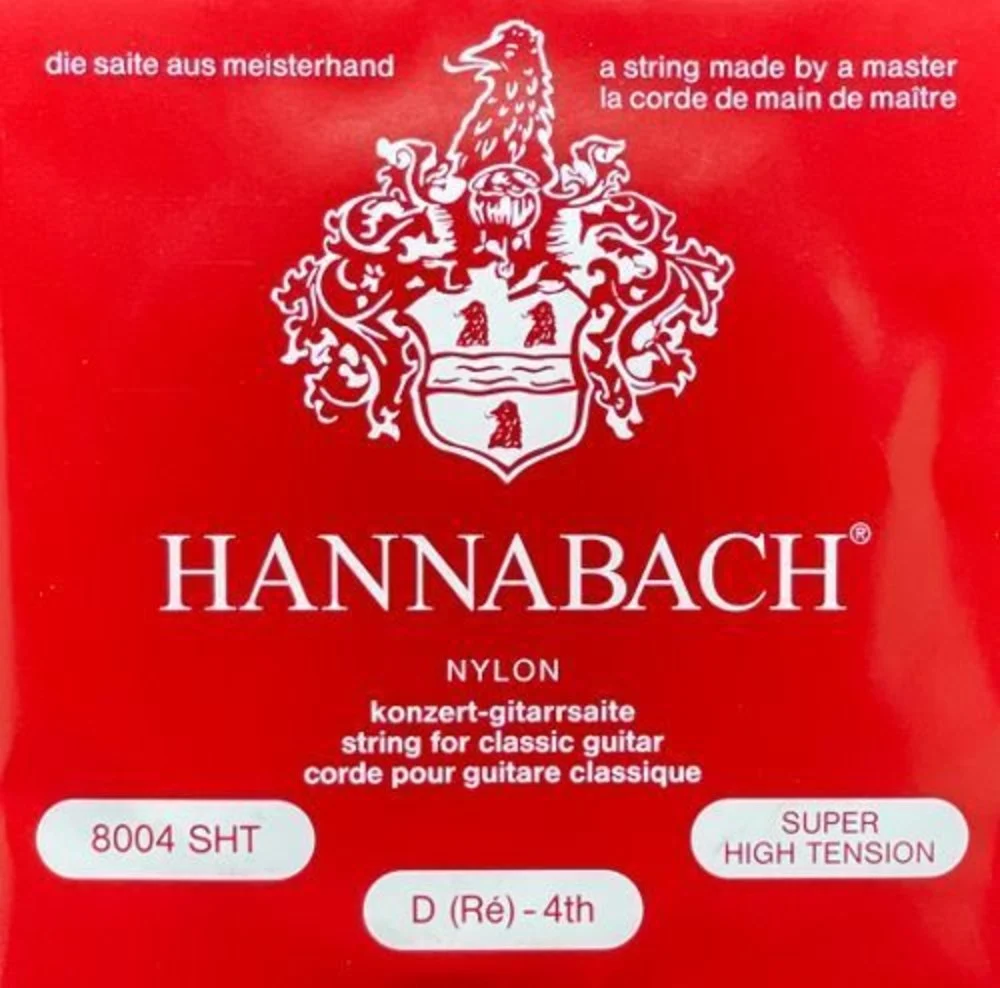 die saite aus meisterhand
a string made by a master
la corde de main de maître
HANNABACH®
NYLON
konzert-gitarrsaite
string for classic guitar
corde pour guitare classique
8004 SHT
SUPER
HIGH TENSION
D (Ré) - 4th